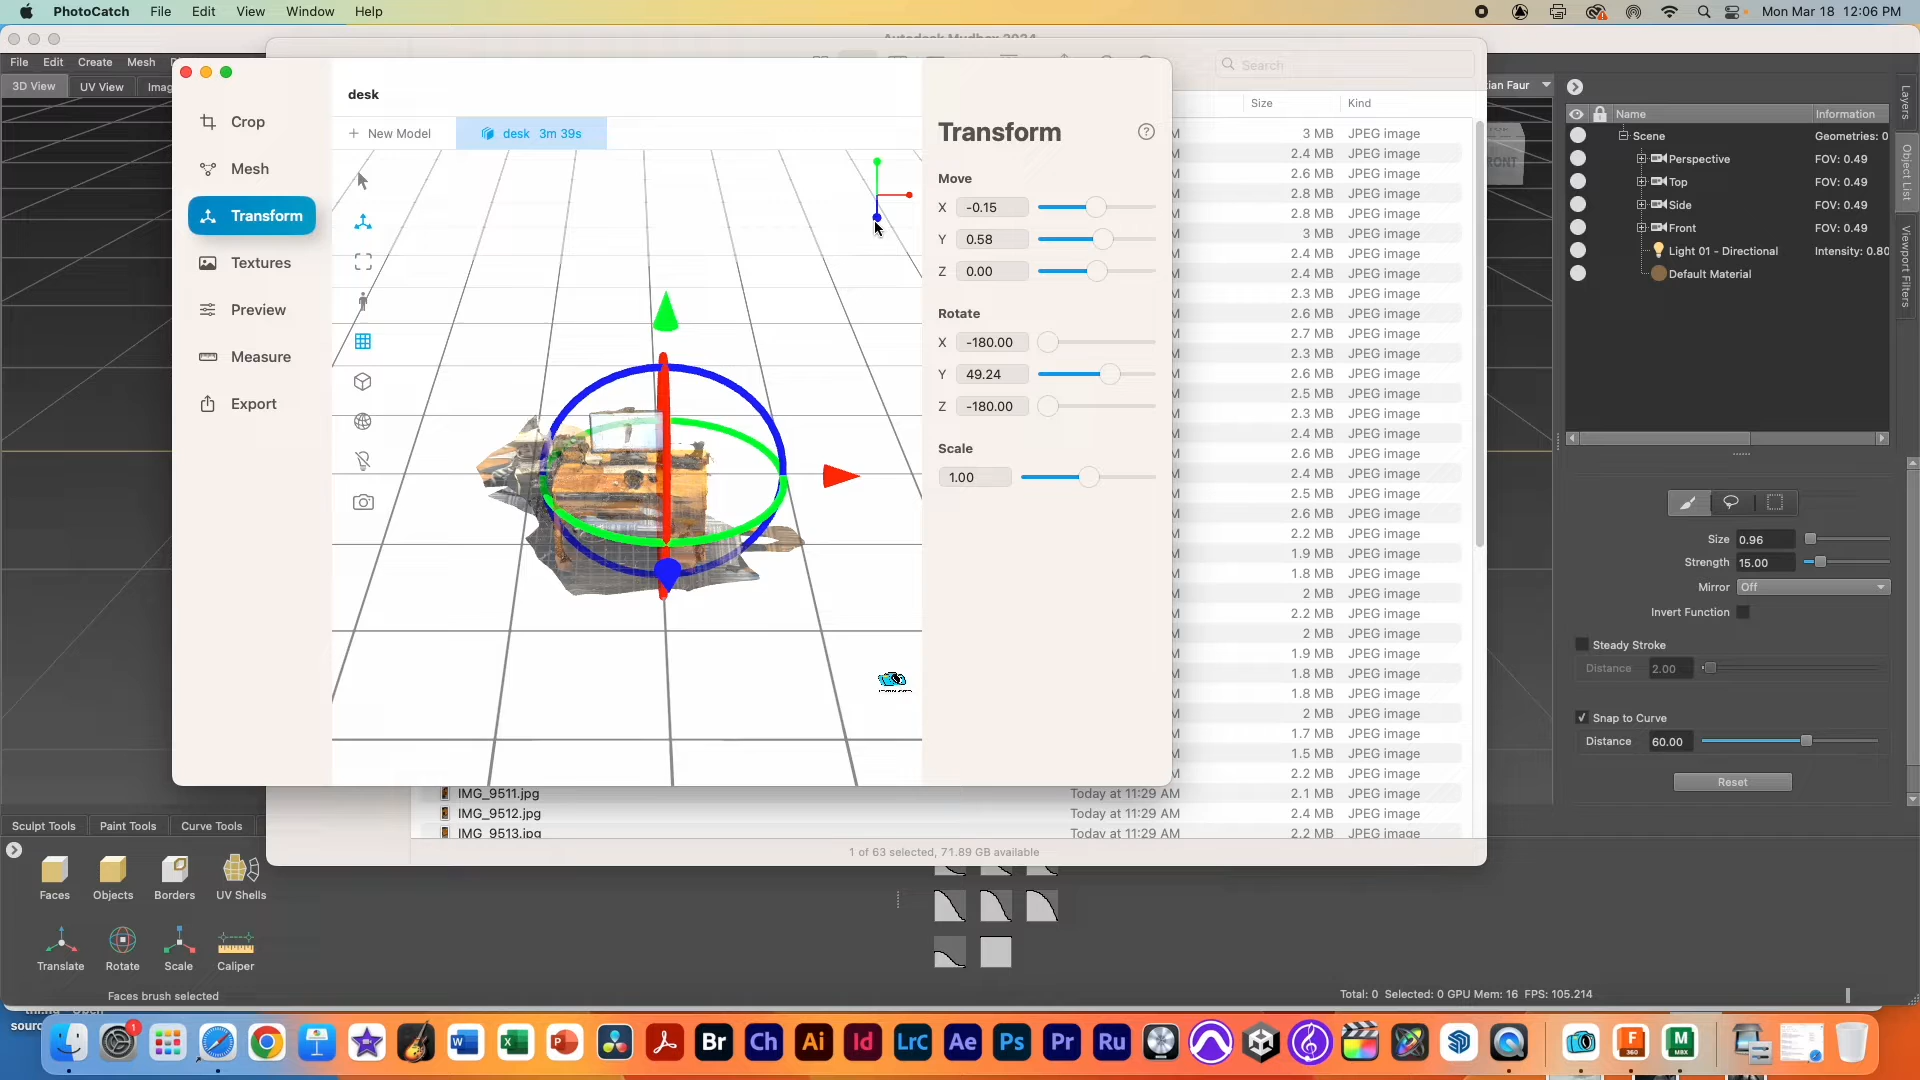 PhotoCatch File Edit View Window Help
Mon Mar 18 12:06 PM
Autodesk Mudbox 2024
File Edit Create Mesh
Search
3D View UV View
desk
Crop
Mesh
Transform
Textures
Preview
Measure
Export
+ New Model desk 3m 39s
Transform ?
Move
X -0.15
Y 0.58
Z 0.00
Rotate
X -180.00
Y 49.24
Z -180.00
Scale
1.00
Size Kind
M 3 MB JPEG image
M 2.4 MB JPEG image
M 2.6 MB JPEG image
M 2.8 MB JPEG image
M 2.8 MB JPEG image
M 3 MB JPEG image
M 2.4 MB JPEG image
M 2.4 MB JPEG image
M 2.3 MB JPEG image
M 2.6 MB JPEG image
M 2.7 MB JPEG image
M 2.3 MB JPEG image
M 2.6 MB JPEG image
M 2.5 MB JPEG image
M 2.3 MB JPEG image
M 2.4 MB JPEG image
M 2.6 MB JPEG image
M 2.4 MB JPEG image
M 2.5 MB JPEG image
M 2.6 MB JPEG image
M 2.2 MB JPEG image
M 1.9 MB JPEG image
M 1.8 MB JPEG image
M 2 MB JPEG image
M 2.2 MB JPEG image
M 2 MB JPEG image
M 1.9 MB JPEG image
M 1.8 MB JPEG image
M 1.8 MB JPEG image
M 2 MB JPEG image
M 1.7 MB JPEG image
M 1.5 MB JPEG image
M 2.2 MB JPEG image
IMG_9511.jpg Today at 11:29 AM 2.1 MB JPEG image
IMG_9512.jpg Today at 11:29 AM 2.4 MB JPEG image
IMG_9513.jpg Today at 11:29 AM 2.2 MB JPEG image
1 of 63 selected, 71.89 GB available
ian Faur
FRONT
Name Information
Scene Geometries: 0
Perspective FOV: 0.49
Top FOV: 0.49
Side FOV: 0.49
Front FOV: 0.49
Light 01 - Directional Intensity: 0.80
Default Material
Layers
Object List
Viewport Filters
Size 0.96
Strength 15.00
Mirror Off
Invert Function
Steady Stroke
Distance 2.00
Snap to Curve
Distance 60.00
Reset
Sculpt Tools Paint Tools Curve Tools
Faces Objects Borders UV Shells
Translate Rotate Scale Caliper
Faces brush selected
Total: 0 Selected: 0 GPU Mem: 16 FPS: 105.214
1
Br Ch Ai Id LrC Ae Ps Pr Ru
F
360
M
MBX